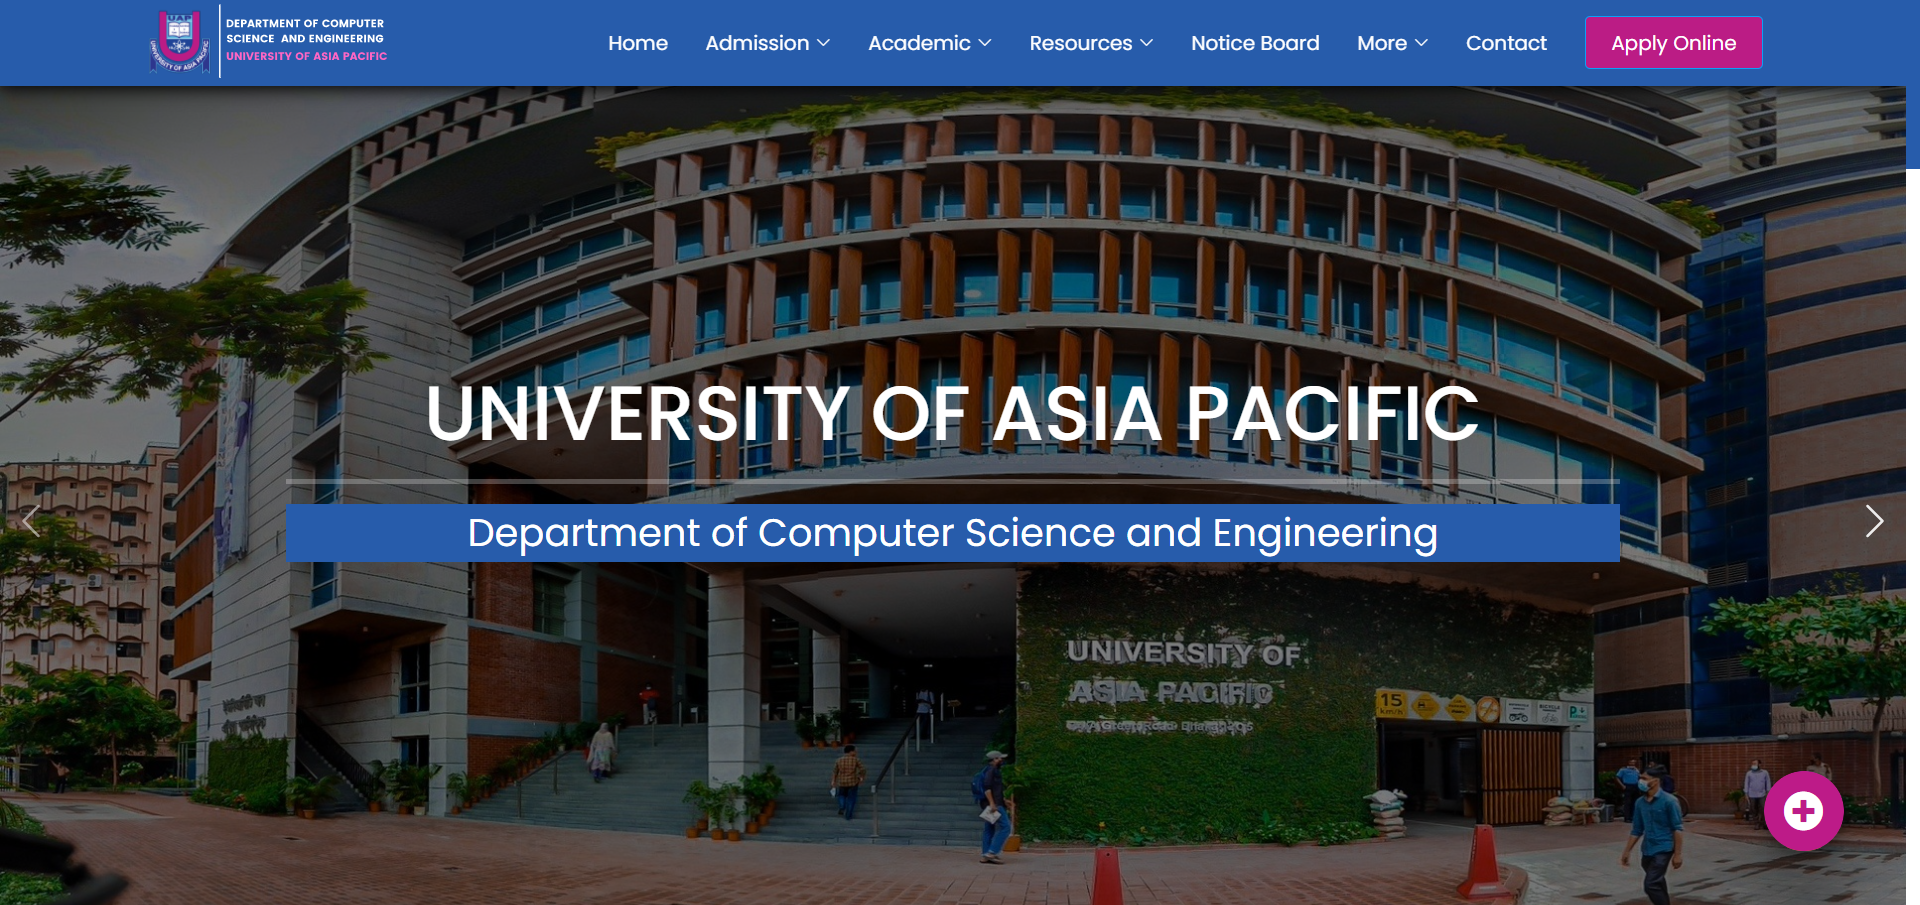 UAP
UNIVERSITY OF ASIA PACIFIC
DEPARTMENT OF COMPUTER
SCIENCE AND ENGINEERING
UNIVERSITY OF ASIA PACIFIC
Home
Admission
Academic
Resources
Notice Board
More
Contact
Apply Online
UNIVERSITY OF ASIA PACIFIC
Department of Computer Science and Engineering
UNIVERSITY OF
ASIA PACIFIC
15